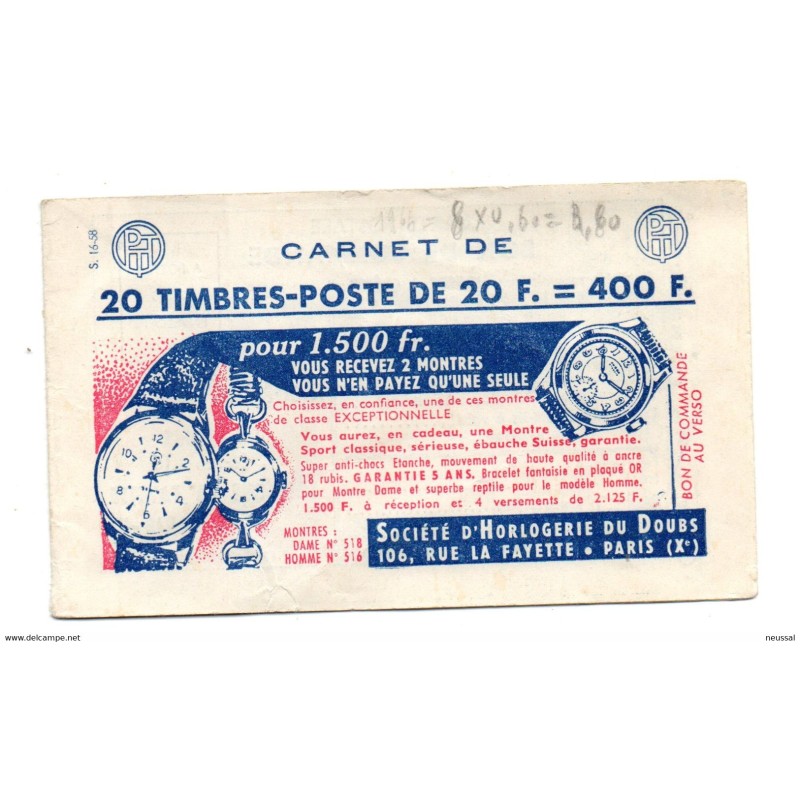 1966 = 8 x 0,60 = 4,80
PTT
PTT
S. 16-58
CARNET DE
20 TIMBRES-POSTE DE 20 F. = 400 F.
pour 1.500 fr.
VOUS RECEVEZ 2 MONTRES
VOUS N'EN PAYEZ QU'UNE SEULE
Choisissez, en confiance, une de ces montres
de classe EXCEPTIONNELLE
Vous aurez, en cadeau, une Montre
Sport classique, sérieuse, ébauche Suisse, garantie.
Super anti-chocs Etanche, mouvement de haute qualité à ancre
18 rubis. GARANTIE 5 ANS. Bracelet fantaisie en plaqué OR
pour Montre Dame et superbe reptile pour le modèle Homme.
1.500 F. à réception et 4 versements de 2.125 F.
MONTRES :
DAME N° 518
HOMME N° 516
SOCIÉTÉ D'HORLOGERIE DU DOUBS
106, RUE LA FAYETTE • PARIS (Xe)
BON DE COMMANDE
AU VERSO
www.delcampe.net
neussal